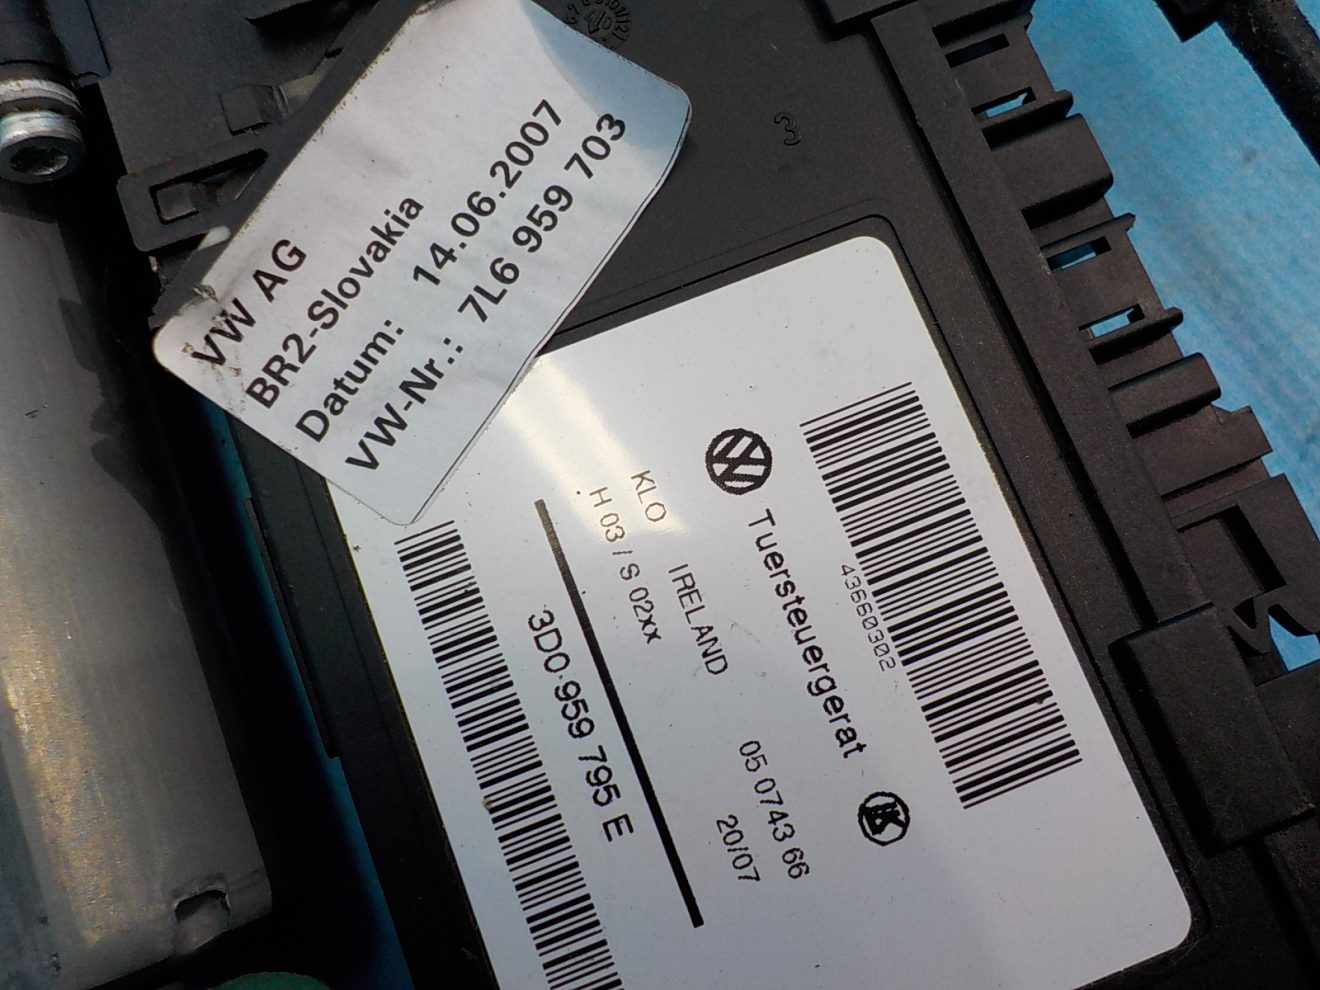 VW AG
BR2-Slovakia
Datum: 14.06.2007
VW-Nr.: 7L6 959 703
3
43660302
Tuersteuergerat
KLO IRELAND 05 0743 66
H 03 / S 02xx 20/07
3D0 959 795 E